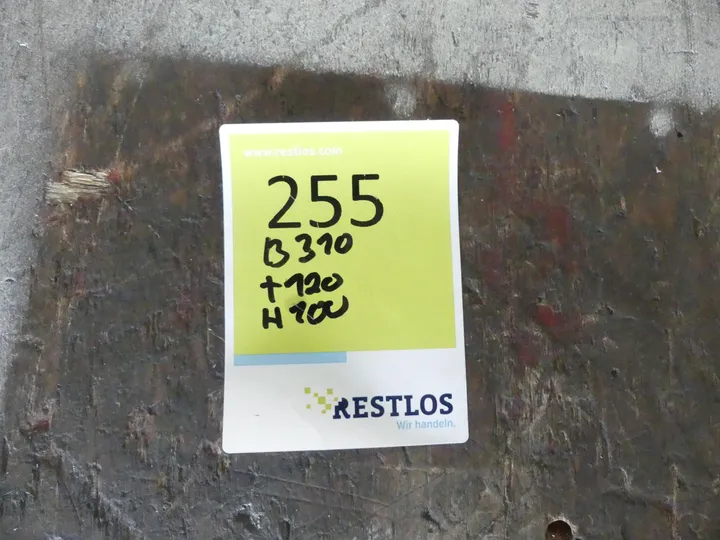 www.restlos.com
255
B 310
t 120
H 100
RESTLOS
Wir handeln.